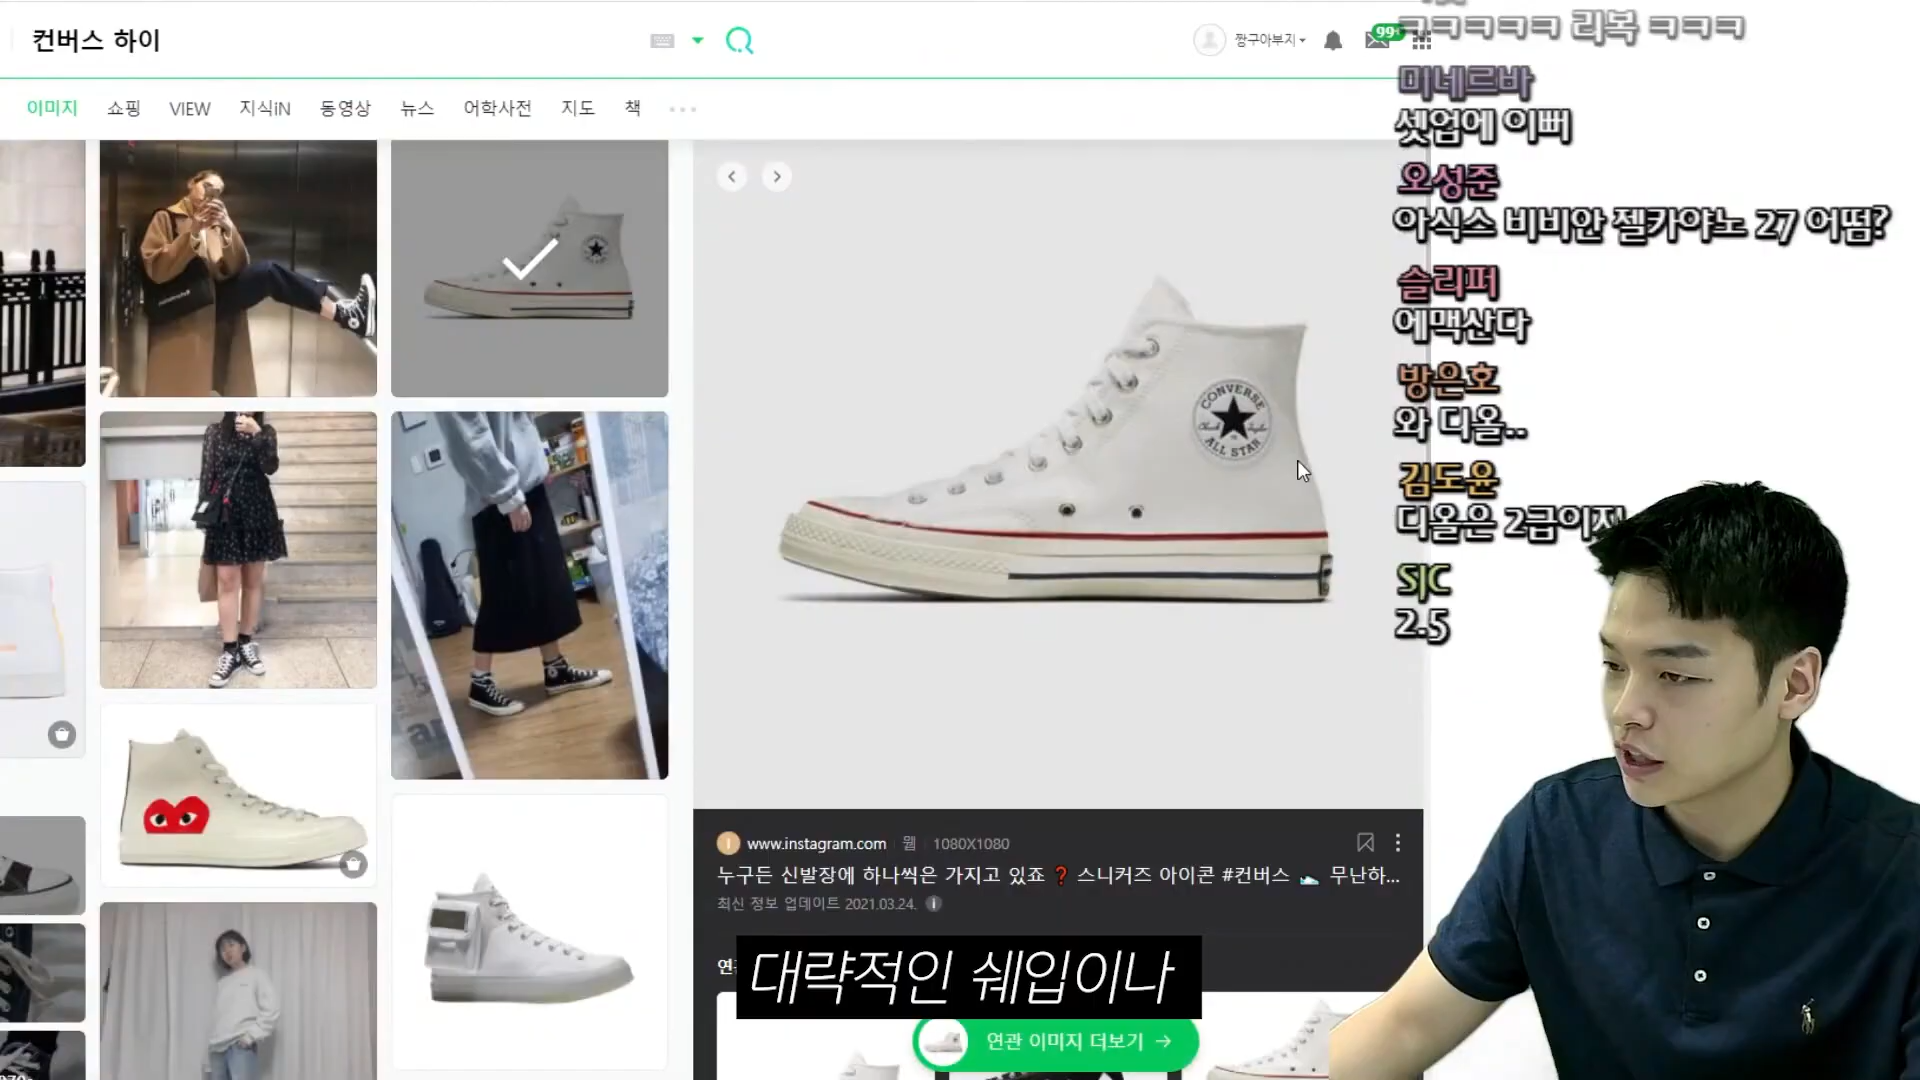 컨버스 하이
짱구아부지
99+
이미지 쇼핑 VIEW 지식iN 동영상 뉴스 어학사전 지도 책
CONVERSE
Chuck Taylor
ALL STAR
www.instagram.com 웹 1080X1080
누구든 신발장에 하나씩은 가지고 있죠 ❓ 스니커즈 아이콘 #컨버스 👟 무난하...
최신 정보 업데이트 2021.03.24.
대략적인 쉐입이나
연관 이미지 더보기 →
ㅋㅋㅋㅋㅋ 리복 ㅋㅋㅋ
미네르바
셋업에 이뻐
오성준
아식스 비비안 젤카야노 27 어떰?
슬리퍼
에맥산다
방은호
와 디올..
김도윤
디올은 2급이지
SJC
2.5